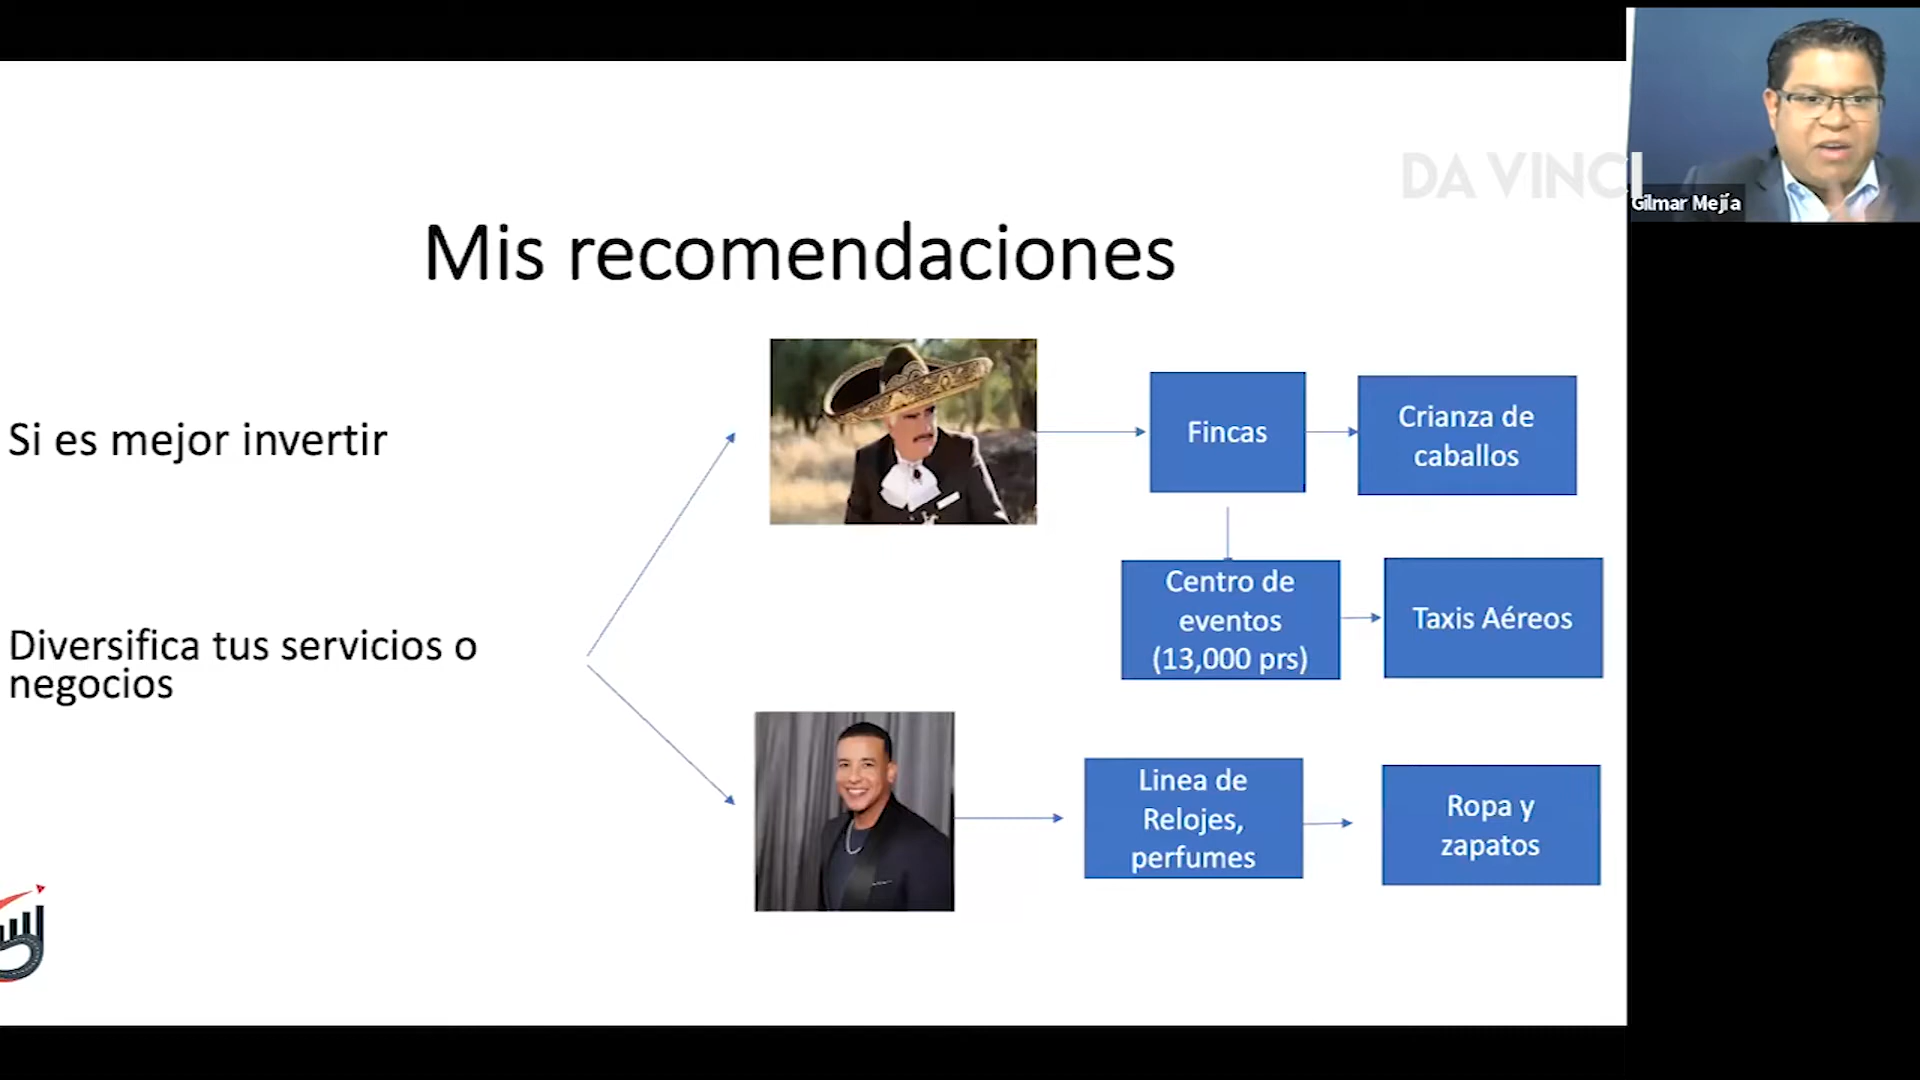 DA VINCI
Gilmar Mejía
Mis recomendaciones
Si es mejor invertir
Diversifica tus servicios o
negocios
Fincas
Crianza de
caballos
Centro de
eventos
(13,000 prs)
Taxis Aéreos
Linea de
Relojes,
perfumes
Ropa y
zapatos